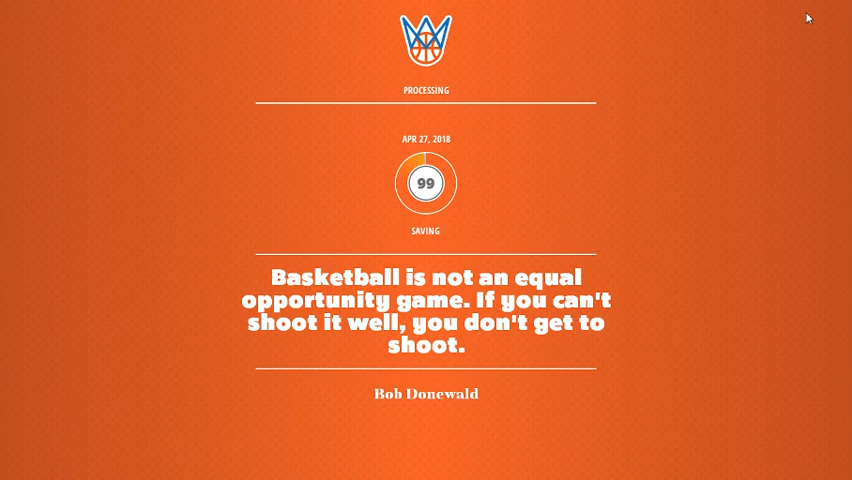 PROCESSING
APR 27, 2018
99
SAVING
Basketball is not an equal
opportunity game. If you can't
shoot it well, you don't get to
shoot.
Bob Donewald